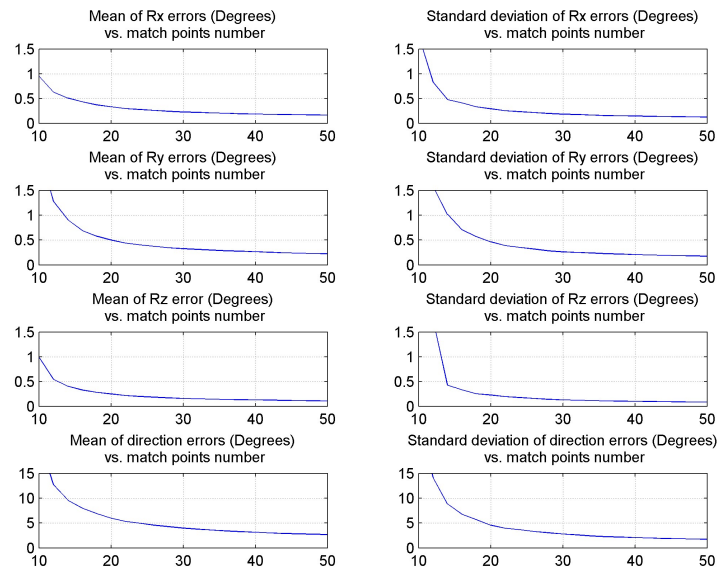 Mean of Rx errors (Degrees)
vs. match points number
1.5
1
0.5
0
10 20 30 40 50
Standard deviation of Rx errors (Degrees)
vs. match points number
1.5
1
0.5
0
10 20 30 40 50
Mean of Ry errors (Degrees)
vs. match points number
1.5
1
0.5
0
10 20 30 40 50
Standard deviation of Ry errors (Degrees)
vs. match points number
1.5
1
0.5
0
10 20 30 40 50
Mean of Rz error (Degrees)
vs. match points number
1.5
1
0.5
0
10 20 30 40 50
Standard deviation of Rz errors (Degrees)
vs. match points number
1.5
1
0.5
0
10 20 30 40 50
Mean of direction errors (Degrees)
vs. match points number
15
10
5
0
10 20 30 40 50
Standard deviation of direction errors (Degrees)
vs. match points number
15
10
5
0
10 20 30 40 50